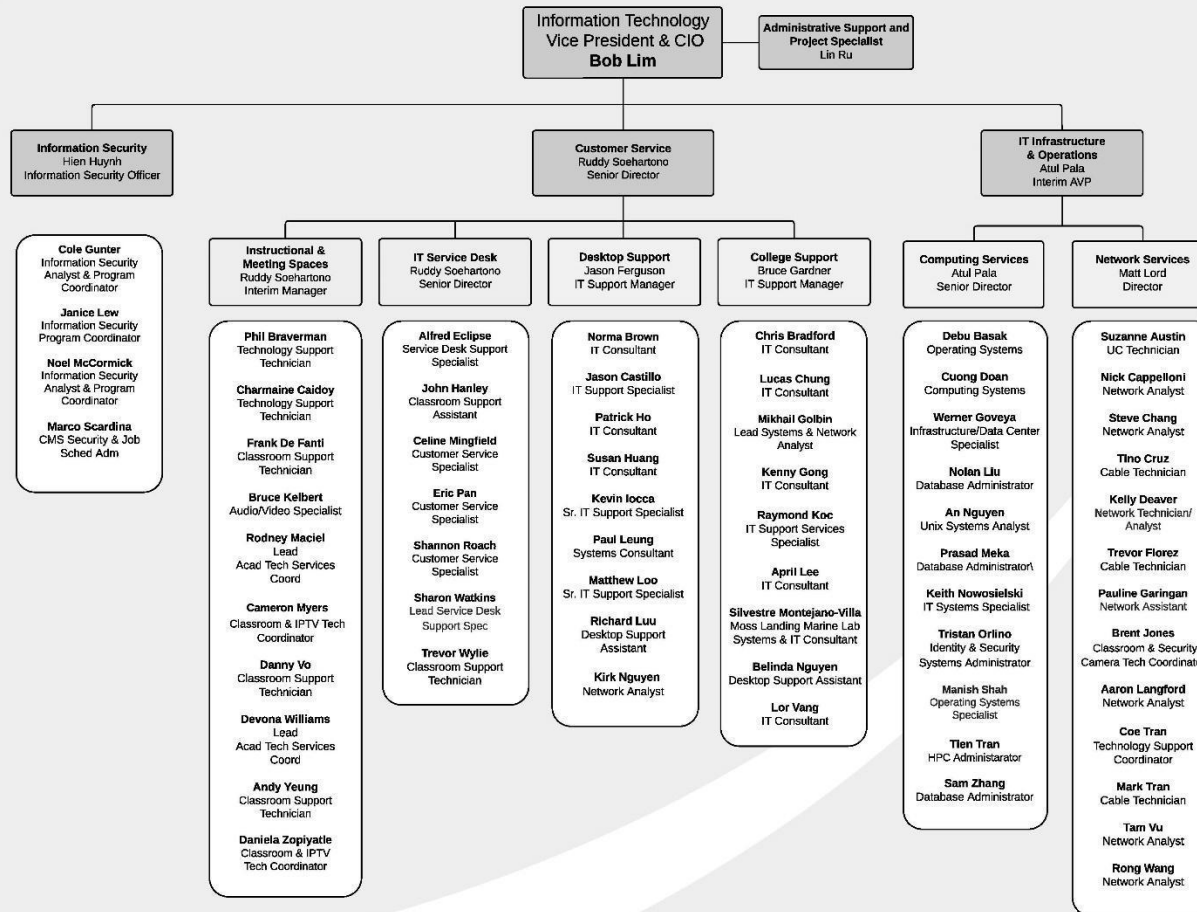 Information Technology
Vice President & CIO
Bob Lim
Administrative Support and
Project Specialist
Lin Ru
Information Security
Hien Huynh
Information Security Officer
Customer Service
Ruddy Soehartono
Senior Director
IT Infrastructure
& Operations
Atul Pala
Interim AVP
Cole Gunter
Information Security
Analyst & Program
Coordinator
Janice Lew
Information Security
Program Coordinator
Noel McCormick
Information Security
Analyst & Program
Coordinator
Marco Scardina
CMS Security & Job
Sched Adm
Instructional &
Meeting Spaces
Ruddy Soehartono
Interim Manager
Phil Braverman
Technology Support
Technician
Charmaine Caidoy
Technology Support
Technician
Frank De Fanti
Classroom Support
Technician
Bruce Kelbert
Audio/Video Specialist
Rodney Maciel
Lead
Acad Tech Services
Coord
Cameron Myers
Classroom & IPTV Tech
Coordinator
Danny Vo
Classroom Support
Technician
Devona Williams
Lead
Acad Tech Services
Coord
Andy Yeung
Classroom Support
Technician
Daniela Zopiyatle
Classroom & IPTV
Tech Coordinator
IT Service Desk
Ruddy Soehartono
Senior Director
Alfred Eclipse
Service Desk Support
Specialist
John Hanley
Classroom Support
Assistant
Celine Mingfield
Customer Service
Specialist
Eric Pan
Customer Service
Specialist
Shannon Roach
Customer Service
Specialist
Sharon Watkins
Lead Service Desk
Support Spec
Trevor Wylie
Classroom Support
Technician
Desktop Support
Jason Ferguson
IT Support Manager
Norma Brown
IT Consultant
Jason Castillo
IT Support Specialist
Patrick Ho
IT Consultant
Susan Huang
IT Consultant
Kevin Iocca
Sr. IT Support Specialist
Paul Leung
Systems Consultant
Matthew Loo
Sr. IT Support Specialist
Richard Luu
Desktop Support
Assistant
Kirk Nguyen
Network Analyst
College Support
Bruce Gardner
IT Support Manager
Chris Bradford
IT Consultant
Lucas Chung
IT Consultant
Mikhail Golbin
Lead Systems & Network
Analyst
Kenny Gong
IT Consultant
Raymond Koc
IT Support Services
Specialist
April Lee
IT Consultant
Silvestre Montejano-Villa
Moss Landing Marine Lab
Systems & IT Consultant
Belinda Nguyen
Desktop Support Assistant
Lor Vang
IT Consultant
Computing Services
Atul Pala
Senior Director
Debu Basak
Operating Systems
Cuong Doan
Computing Systems
Werner Goveya
Infrastructure/Data Center
Specialist
Nolan Liu
Database Administrator
An Nguyen
Unix Systems Analyst
Prasad Meka
Database Administrator\
Keith Nowosielski
IT Systems Specialist
Tristan Orlino
Identity & Security
Systems Administrator
Manish Shah
Operating Systems
Specialist
Tien Tran
HPC Administarator
Sam Zhang
Database Administrator
Network Services
Matt Lord
Director
Suzanne Austin
UC Technician
Nick Cappelloni
Network Analyst
Steve Chang
Network Analyst
Tino Cruz
Cable Technician
Kelly Deaver
Network Technician/
Analyst
Trevor Florez
Cable Technician
Pauline Garingan
Network Assistant
Brent Jones
Classroom & Security
Camera Tech Coordinato
Aaron Langford
Network Analyst
Coe Tran
Technology Support
Coordinator
Mark Tran
Cable Technician
Tam Vu
Network Analyst
Rong Wang
Network Analyst